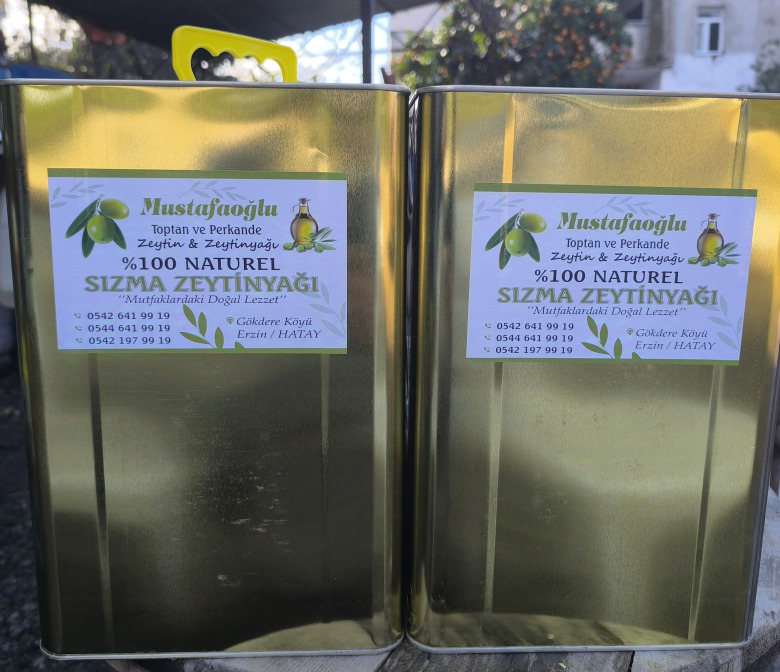 Mustafaoğlu
Toptan ve Perkande
Zeytin & Zeytinyağı
%100 NATUREL
SIZMA ZEYTİNYAĞI
"Mutfaklardaki Doğal Lezzet"
0542 641 99 19
0544 641 99 19
0542 197 99 19
Gökdere Köyü
Erzin / HATAY
Mustafaoğlu
Toptan ve Perkande
Zeytin & Zeytinyağı
%100 NATUREL
SIZMA ZEYTİNYAĞI
"Mutfaklardaki Doğal Lezzet"
0542 641 99 19
0544 641 99 19
0542 197 99 19
Gökdere Köyü
Erzin / HATAY